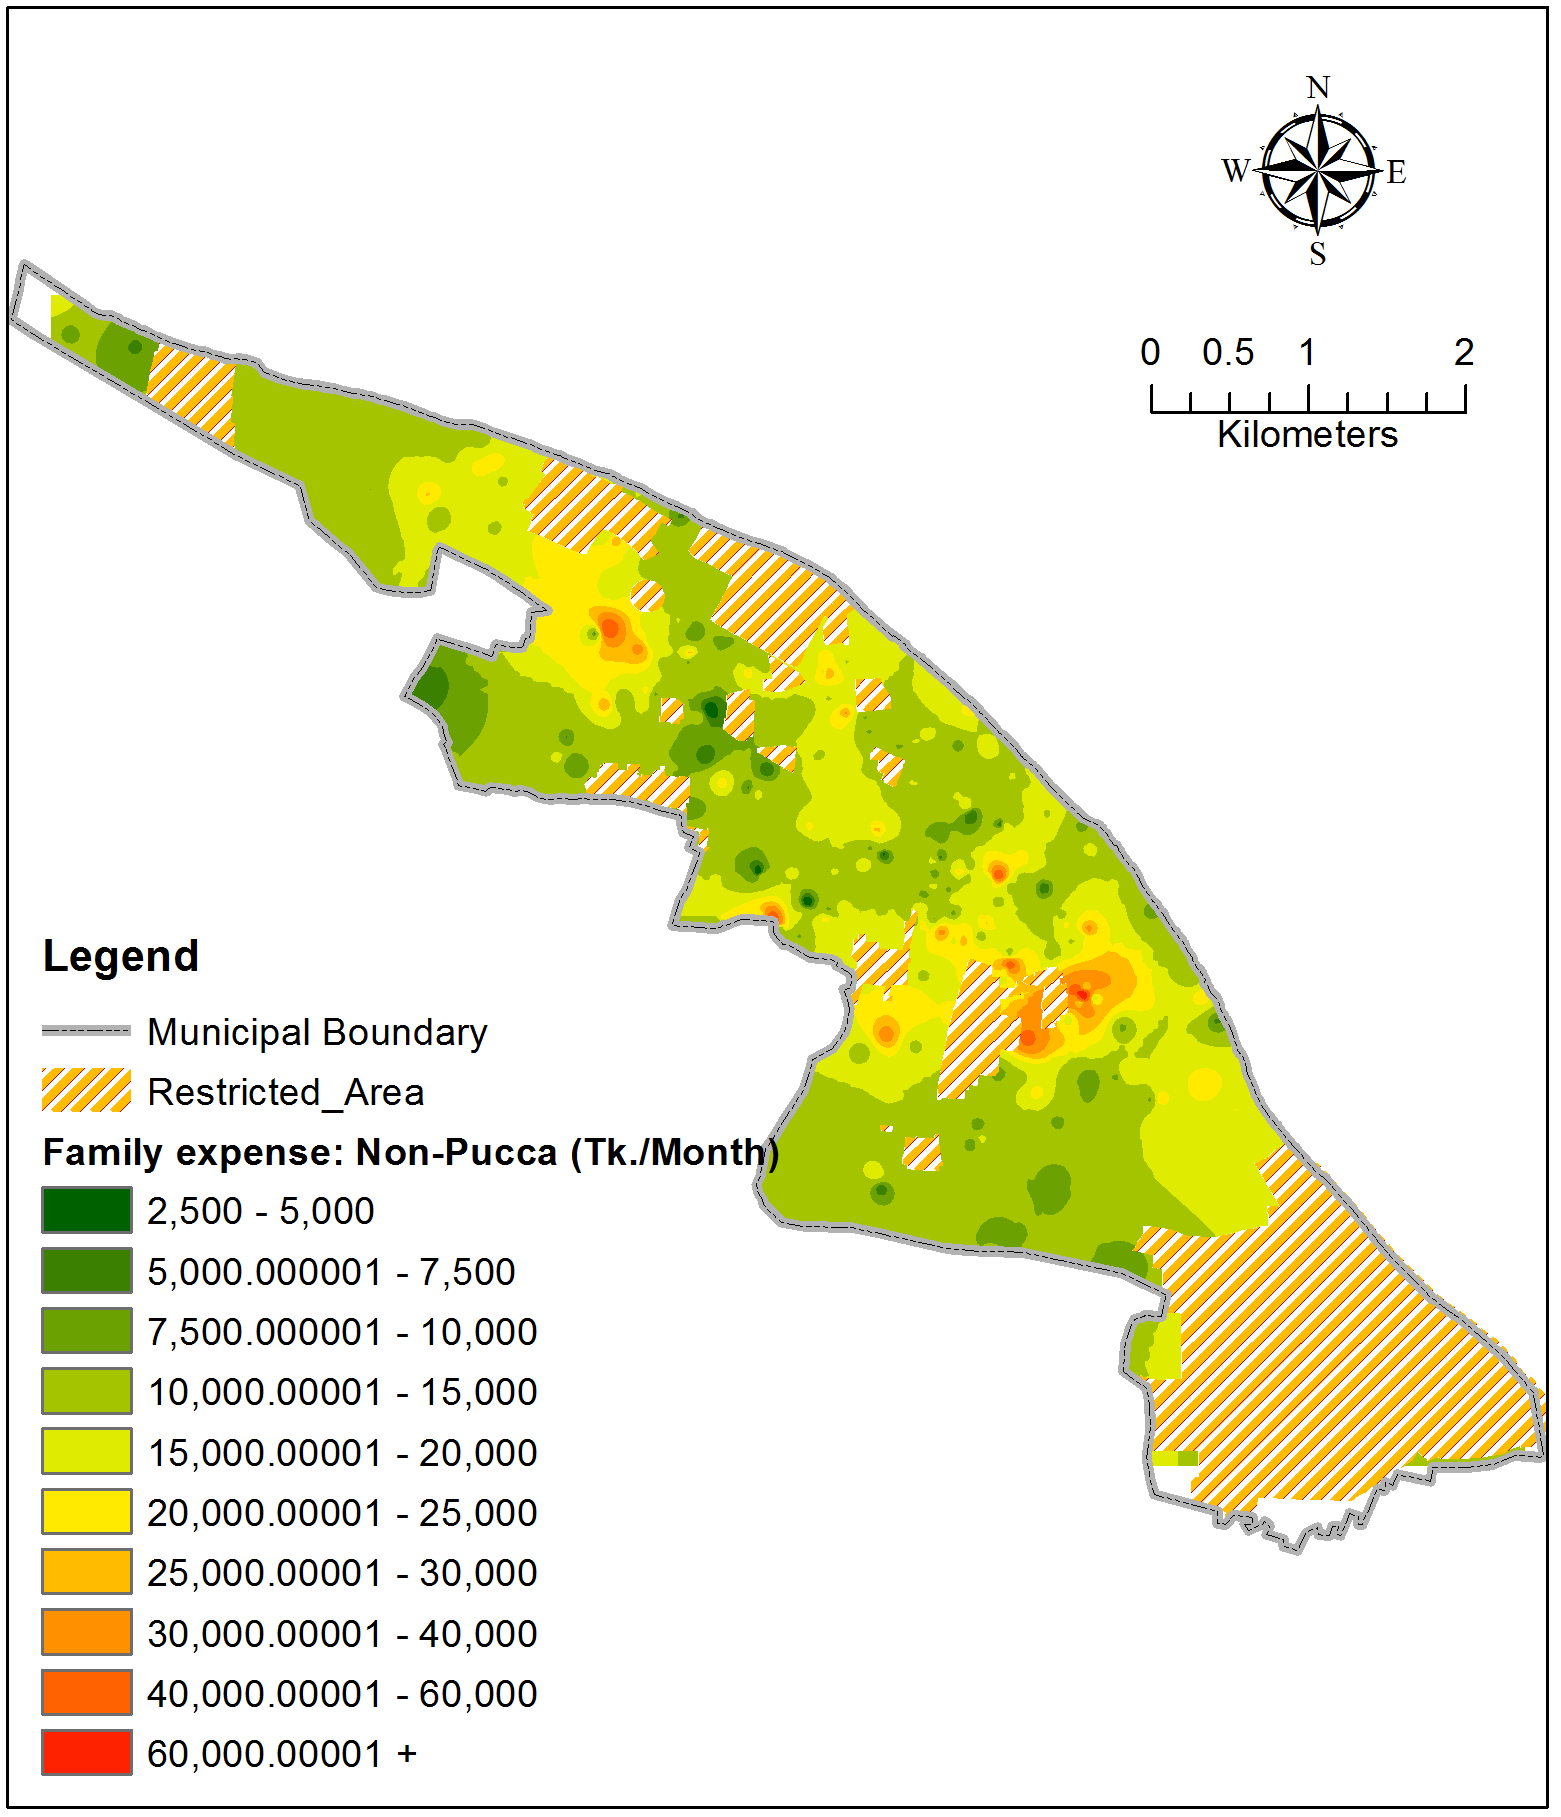 N
W E
S
0 0.5 1 2
Kilometers
Legend
Municipal Boundary
Restricted_Area
Family expense: Non-Pucca (Tk./Month)
2,500 - 5,000
5,000.000001 - 7,500
7,500.000001 - 10,000
10,000.00001 - 15,000
15,000.00001 - 20,000
20,000.00001 - 25,000
25,000.00001 - 30,000
30,000.00001 - 40,000
40,000.00001 - 60,000
60,000.00001 +